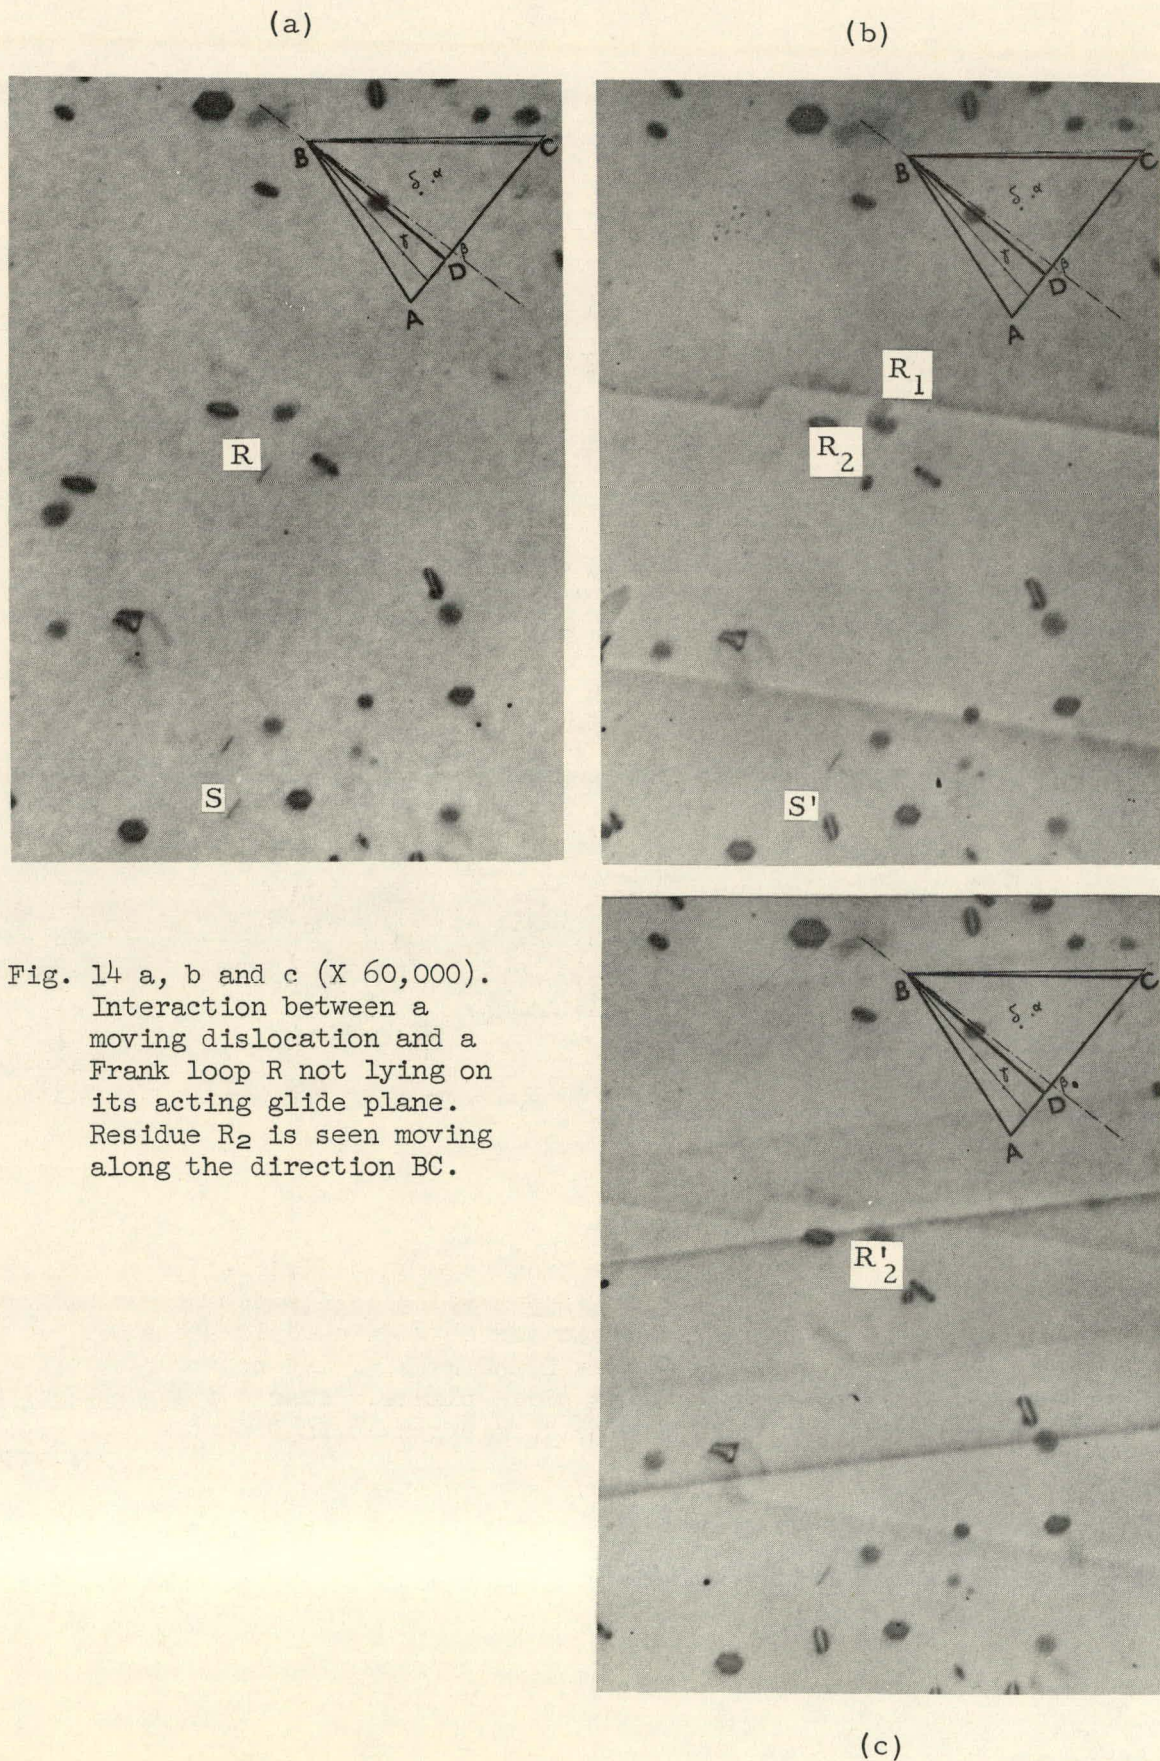 (a)
(b)
B
C
δ. .α
γ
β
D
A
R
S
B
C
δ. .α
γ
β
D
A
R₁
R₂
S'
Fig. 14 a, b and c (X 60,000).
Interaction between a
moving dislocation and a
Frank loop R not lying on
its acting glide plane.
Residue R₂ is seen moving
along the direction BC.
B
C
δ. .α
γ
β
D
A
R'₂
(c)